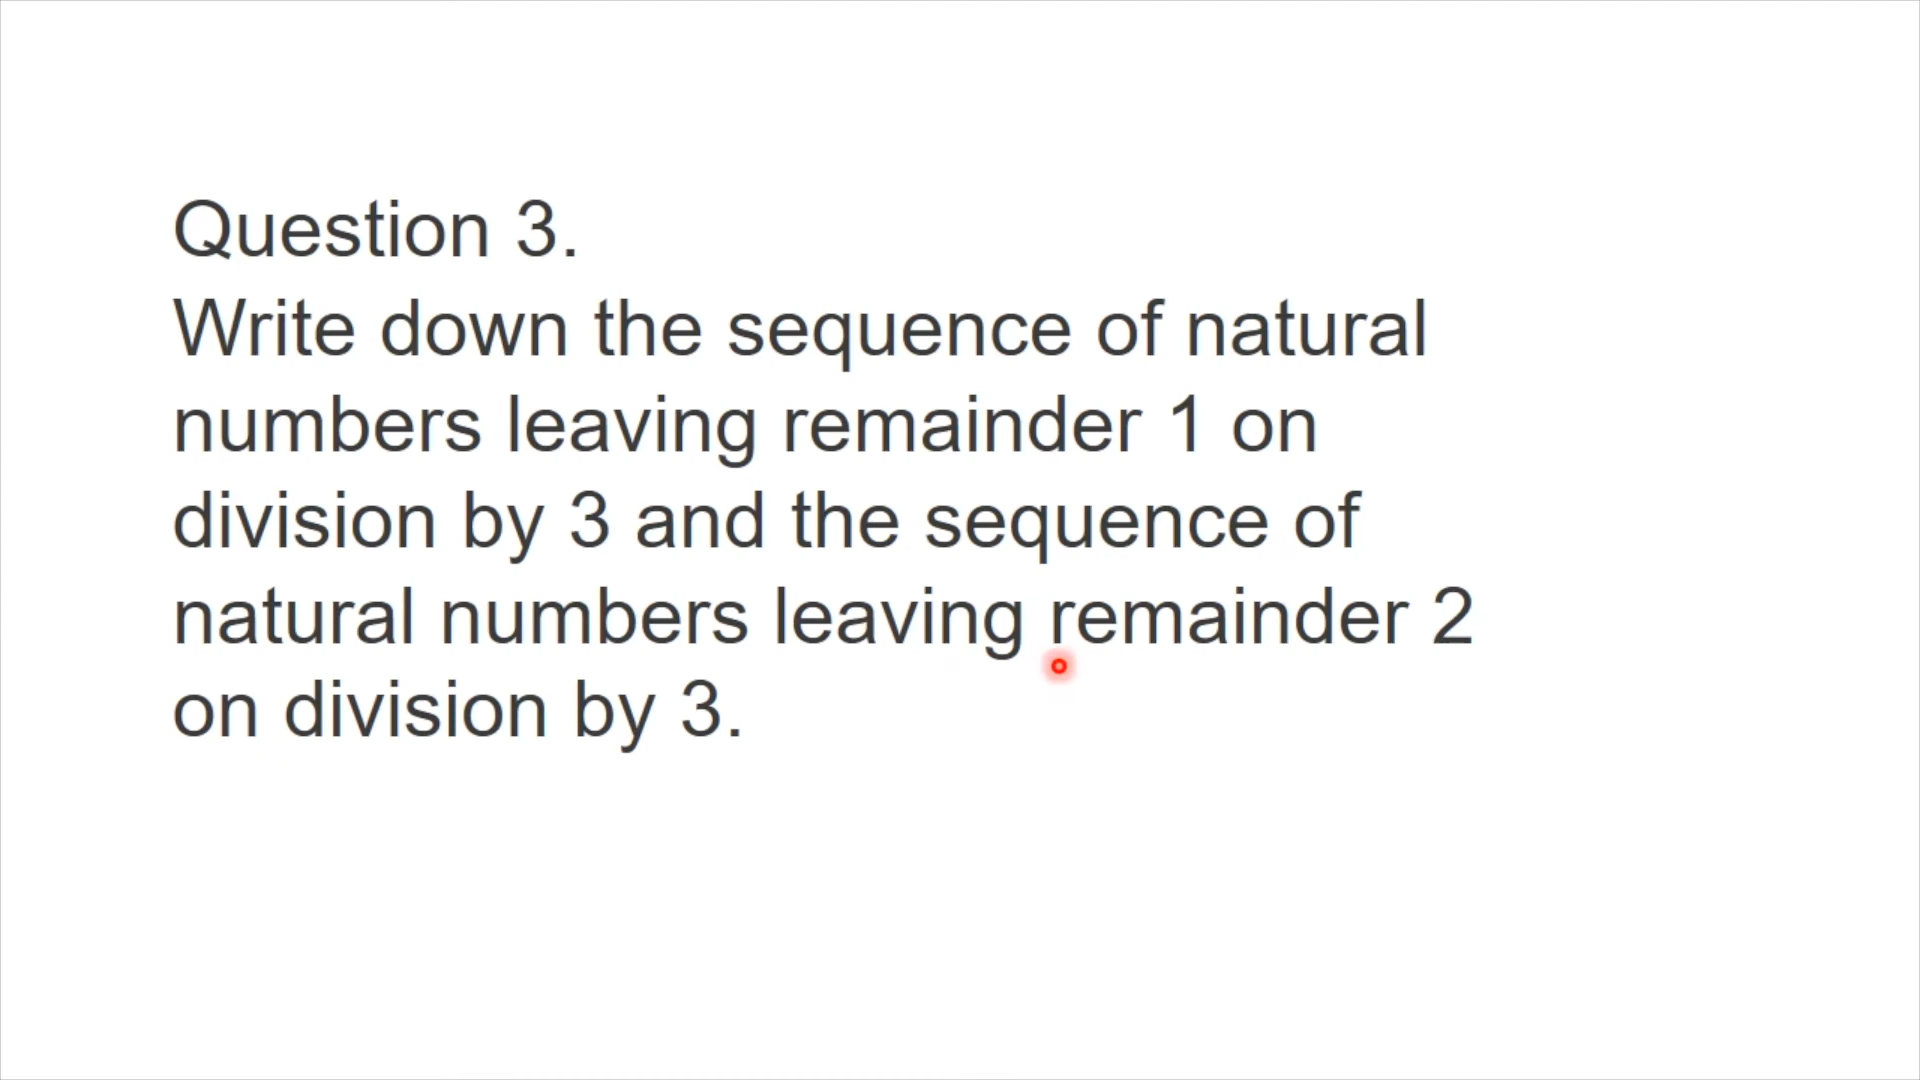 Question 3.
Write down the sequence of natural
numbers leaving remainder 1 on
division by 3 and the sequence of
natural numbers leaving remainder 2
on division by 3.